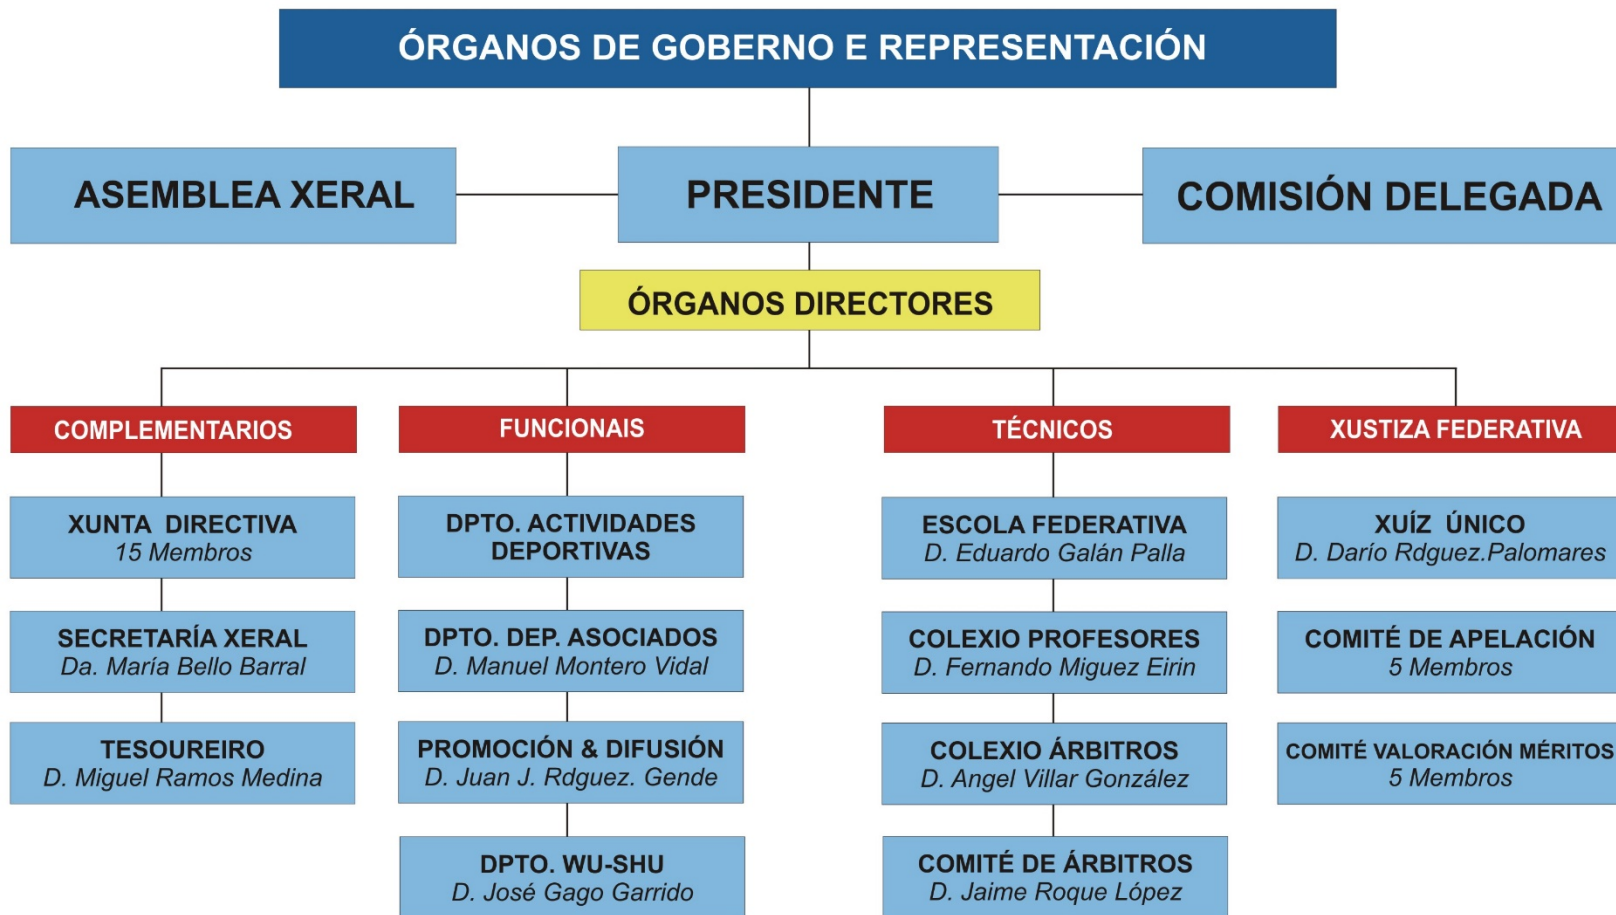 ÓRGANOS DE GOBERNO E REPRESENTACIÓN
ASEMBLEA XERAL
PRESIDENTE
COMISIÓN DELEGADA
ÓRGANOS DIRECTORES
COMPLEMENTARIOS
XUNTA DIRECTIVA
15 Membros
SECRETARÍA XERAL
Da. María Bello Barral
TESOUREIRO
D. Miguel Ramos Medina
FUNCIONAIS
DPTO. ACTIVIDADES
DEPORTIVAS
DPTO. DEP. ASOCIADOS
D. Manuel Montero Vidal
PROMOCIÓN & DIFUSIÓN
D. Juan J. Rdguez. Gende
DPTO. WU-SHU
D. José Gago Garrido
TÉCNICOS
ESCOLA FEDERATIVA
D. Eduardo Galán Palla
COLEXIO PROFESORES
D. Fernando Miguez Eirin
COLEXIO ÁRBITROS
D. Angel Villar González
COMITÉ DE ÁRBITROS
D. Jaime Roque López
XUSTIZA FEDERATIVA
XUÍZ ÚNICO
D. Darío Rdguez.Palomares
COMITÉ DE APELACIÓN
5 Membros
COMITÉ VALORACIÓN MÉRITOS
5 Membros